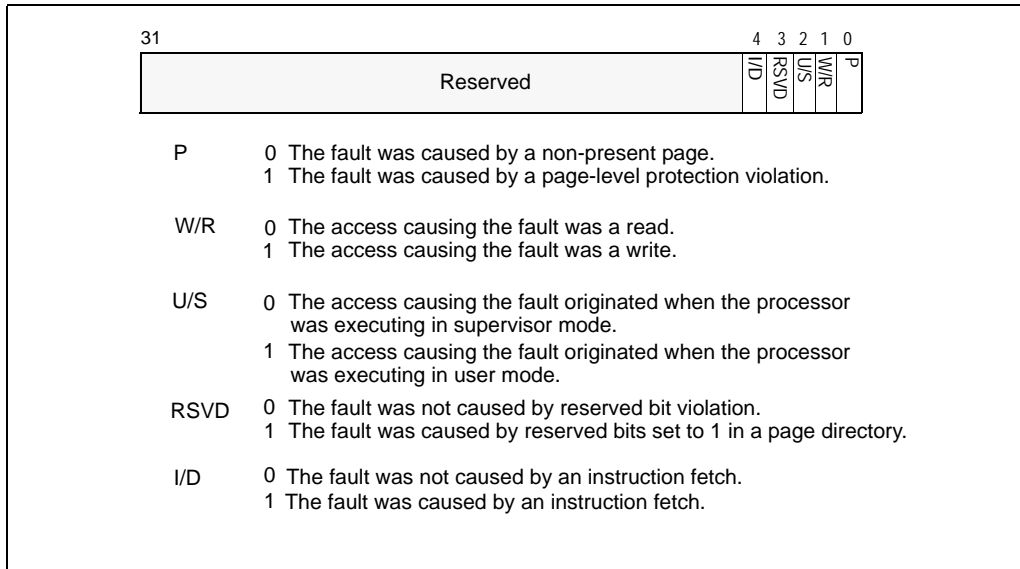 31 4 3 2 1 0
Reserved I/D RSVD U/S W/R P
P 0 The fault was caused by a non-present page.
1 The fault was caused by a page-level protection violation.
W/R 0 The access causing the fault was a read.
1 The access causing the fault was a write.
U/S 0 The access causing the fault originated when the processor
was executing in supervisor mode.
1 The access causing the fault originated when the processor
was executing in user mode.
RSVD 0 The fault was not caused by reserved bit violation.
1 The fault was caused by reserved bits set to 1 in a page directory.
I/D 0 The fault was not caused by an instruction fetch.
1 The fault was caused by an instruction fetch.